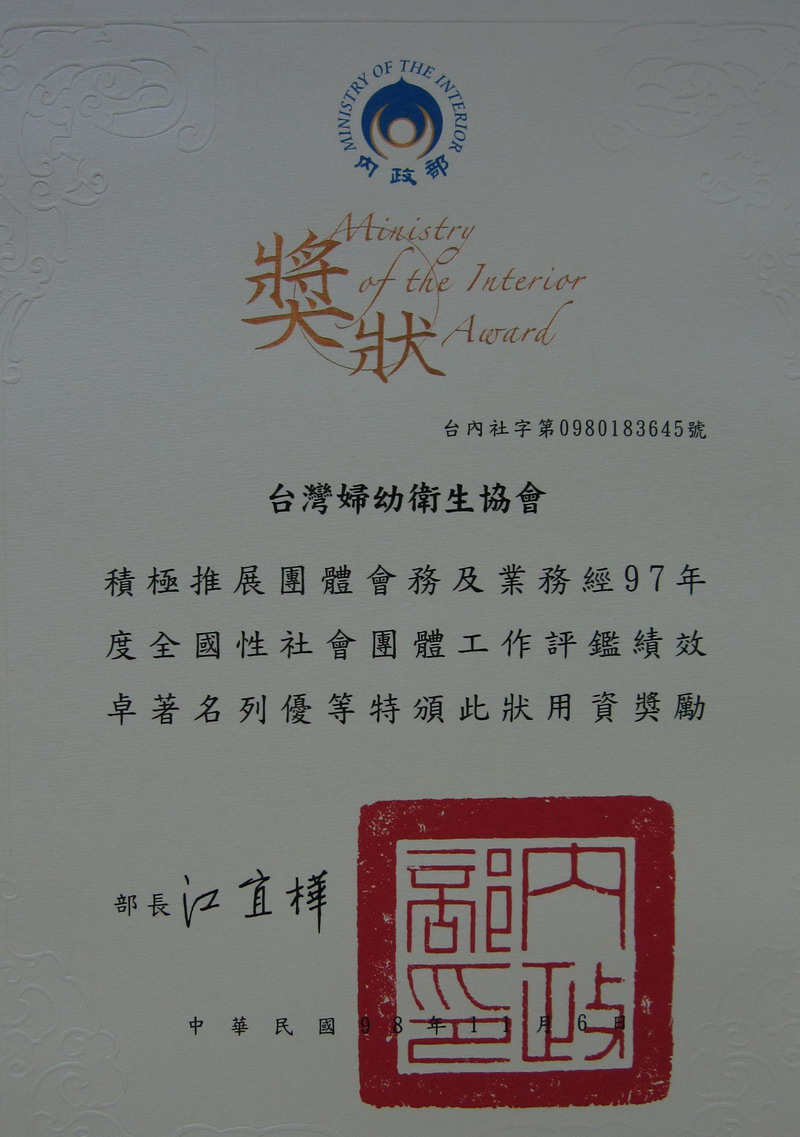 MINISTRY OF THE INTERIOR
內政部
獎狀
Ministry
of the Interior
Award
台內社字第0980183645號
台灣婦幼衛生協會
積極推展團體會務及業務經97年
度全國性社會團體工作評鑑績效
卓著名列優等特頒此狀用資獎勵
部長 江宜樺
內政部印
中華民國98年11月6日